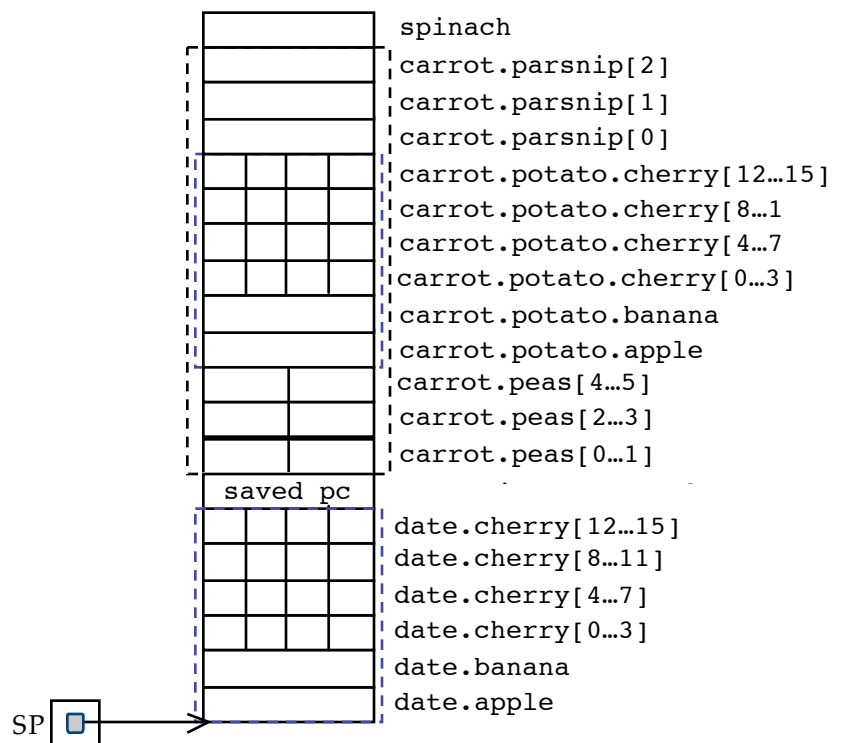 spinach
carrot.parsnip[2]
carrot.parsnip[1]
carrot.parsnip[0]
carrot.potato.cherry[12…15]
carrot.potato.cherry[8…1
carrot.potato.cherry[4…7
carrot.potato.cherry[0…3]
carrot.potato.banana
carrot.potato.apple
carrot.peas[4…5]
carrot.peas[2…3]
carrot.peas[0…1]
saved pc
date.cherry[12…15]
date.cherry[8…11]
date.cherry[4…7]
date.cherry[0…3]
date.banana
date.apple
SP